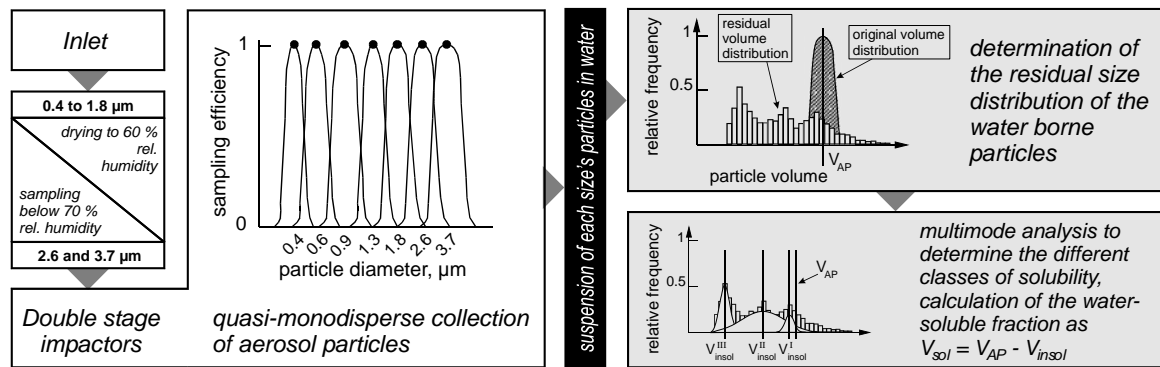 Inlet
0.4 to 1.8 µm
drying to 60 %
rel.
humidity
sampling
below 70 %
rel. humidity
2.6 and 3.7 µm
Double stage
impactors
sampling efficiency
1
0
0.4
0.6
0.9
1.3
1.8
2.6
3.7
particle diameter, µm
quasi-monodisperse collection
of aerosol particles
suspension of each size's particles in water
relative frequency
1
0.5
residual
volume
distribution
original volume
distribution
V_AP
particle volume
determination of
the residual size
distribution of the
water borne
particles
relative frequency
1
0.5
V_AP
V^III_insol
V^II_insol
V^I_insol
multimode analysis to
determine the different
classes of solubility,
calculation of the water-
soluble fraction as
V_sol = V_AP - V_insol